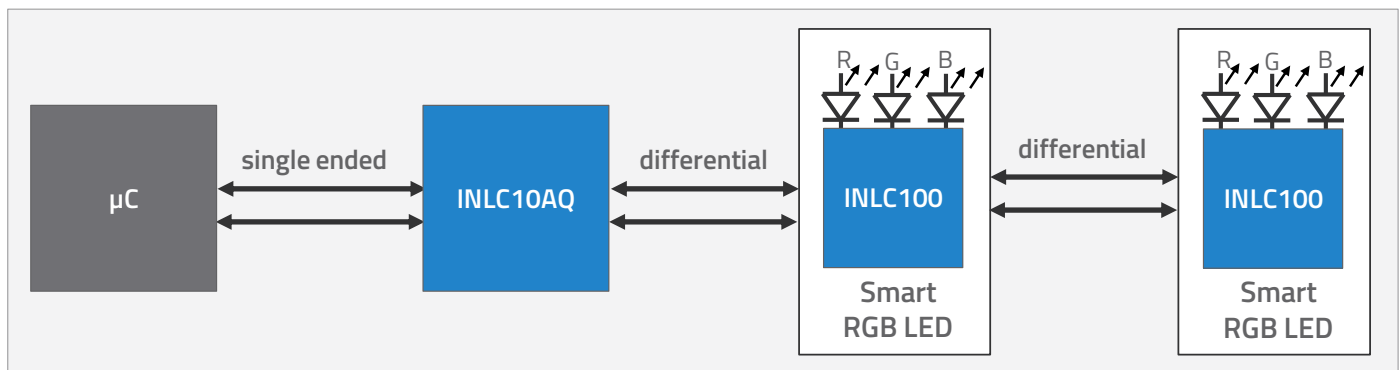 µC
single ended
INLC10AQ
differential
R G B
INLC100
Smart
RGB LED
differential
R G B
INLC100
Smart
RGB LED